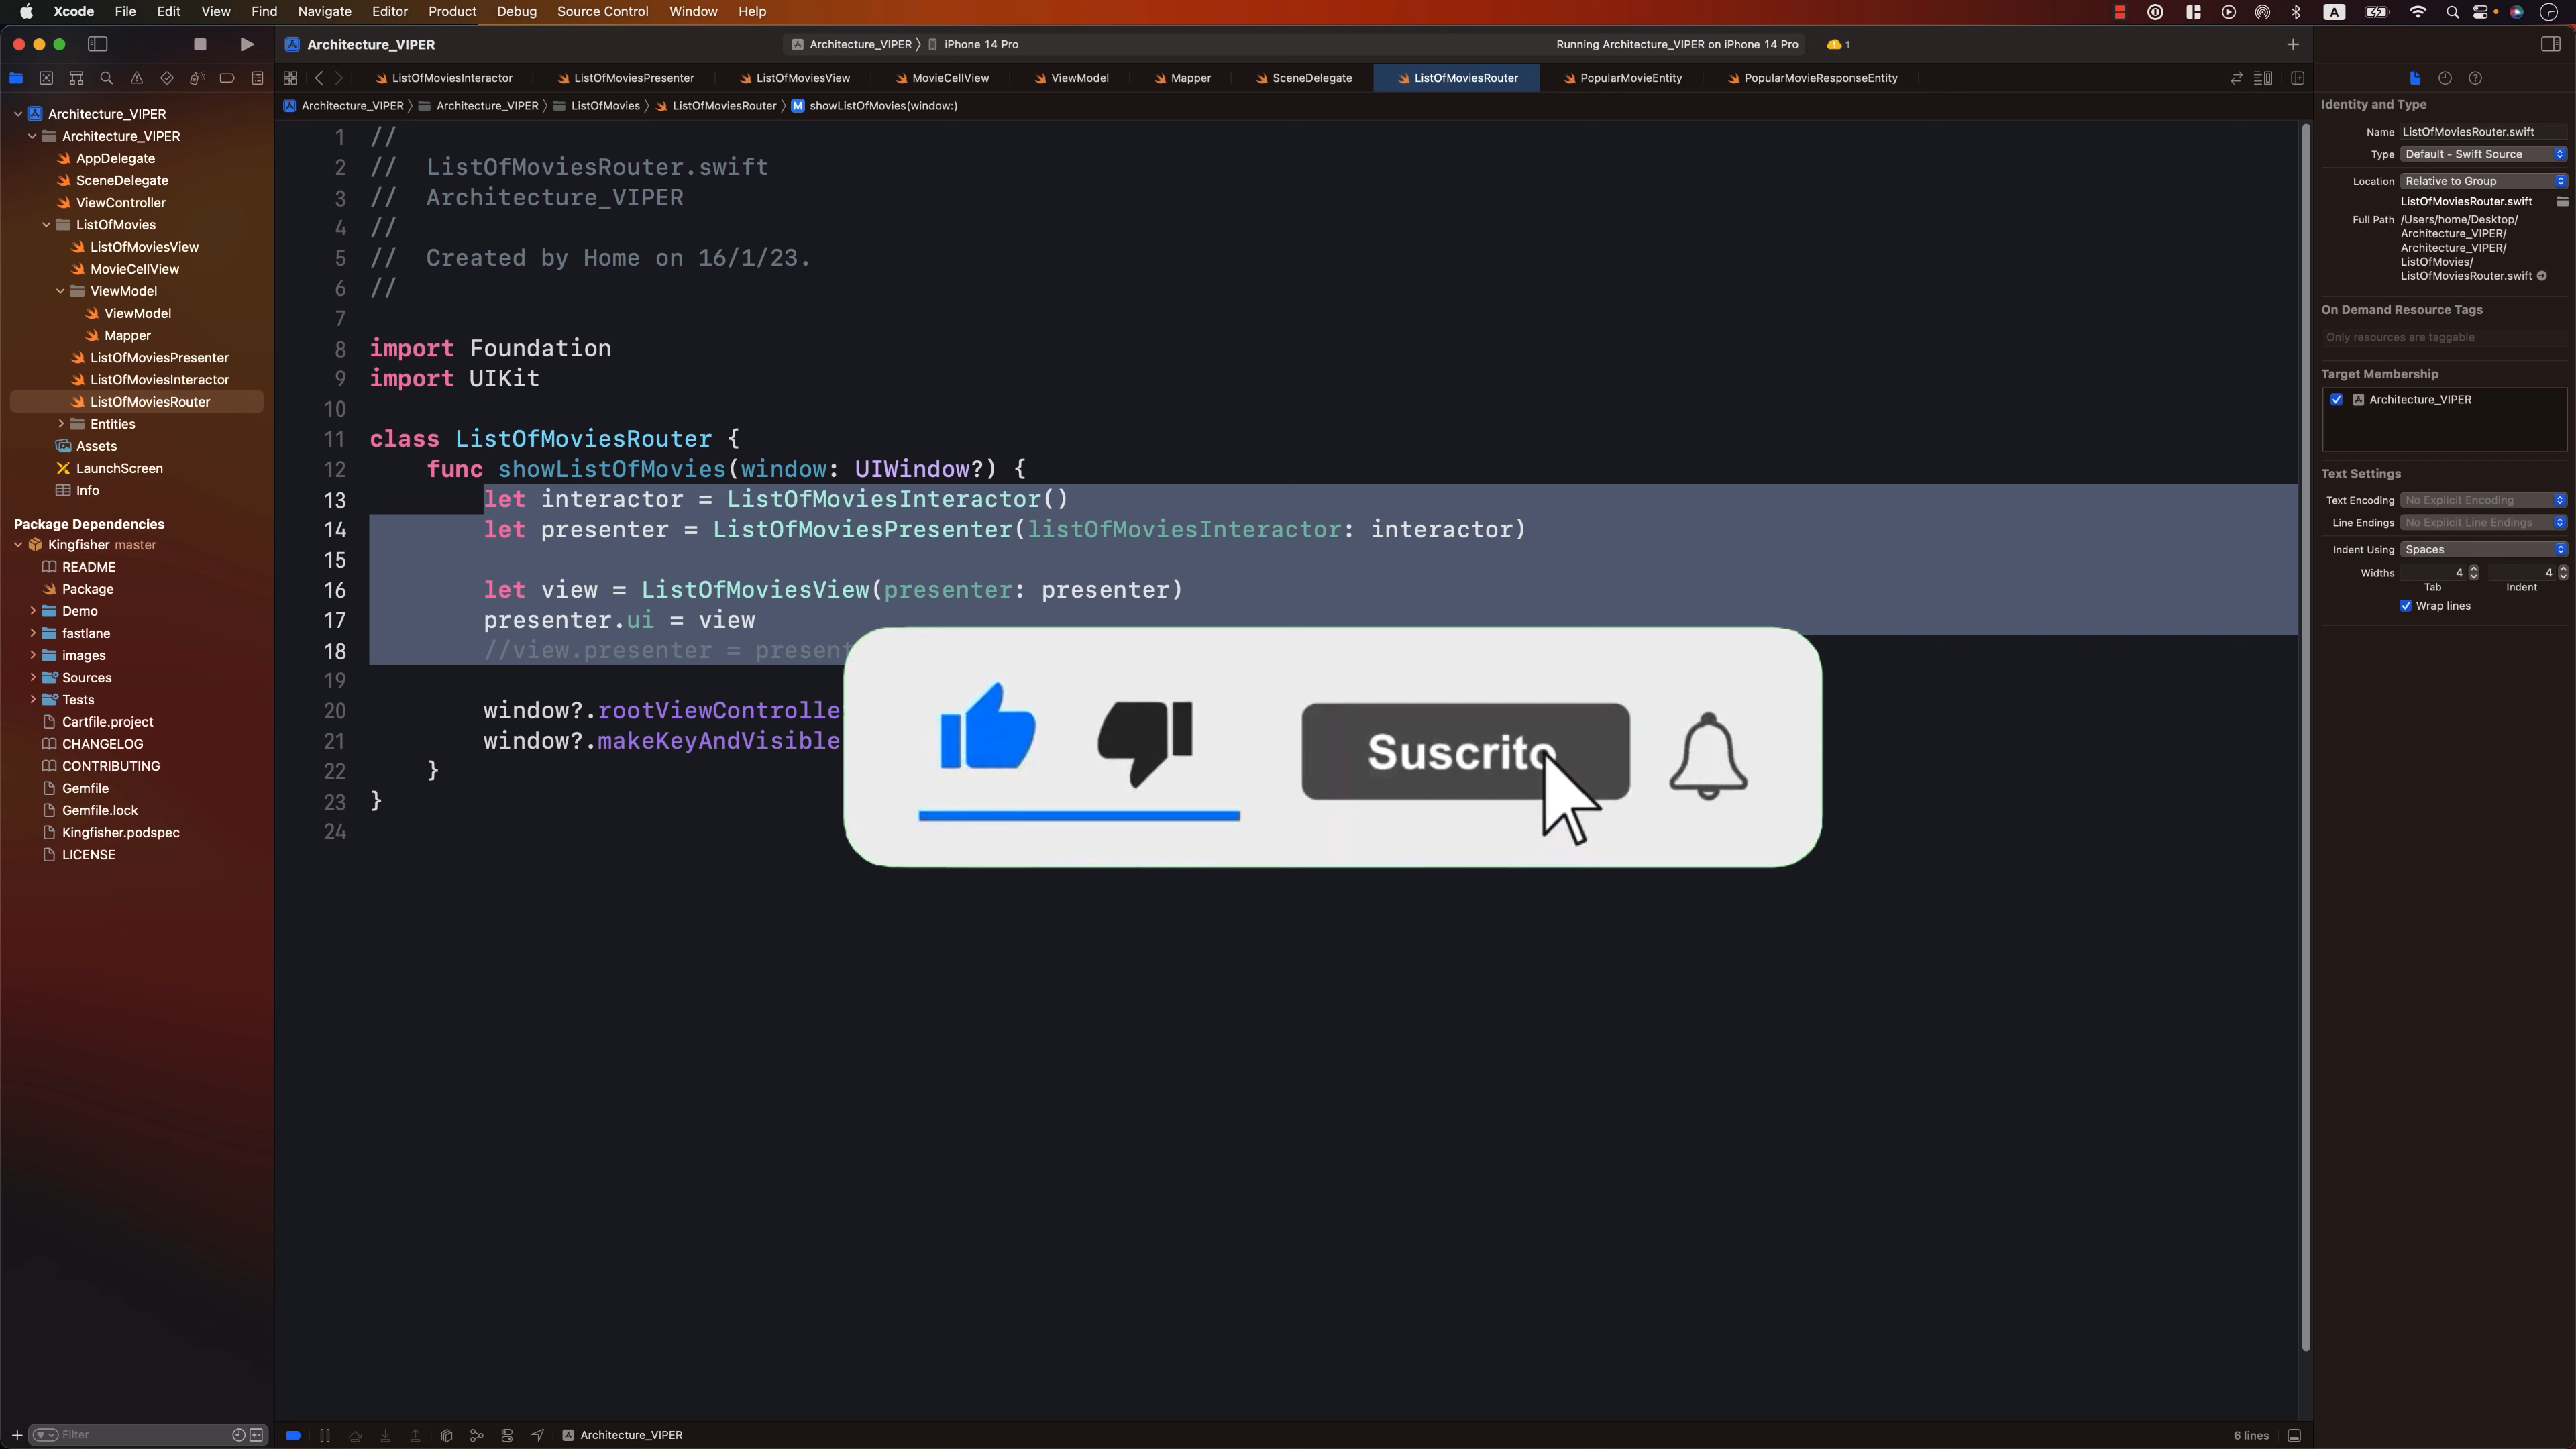 Xcode File Edit View Find Navigate Editor Product Debug Source Control Window Help
Architecture_VIPER
Architecture_VIPER 〉 iPhone 14 Pro
Running Architecture_VIPER on iPhone 14 Pro
1
ListOfMoviesInteractor ListOfMoviesPresenter ListOfMoviesView MovieCellView ViewModel Mapper SceneDelegate ListOfMoviesRouter PopularMovieEntity PopularMovieResponseEntity
Architecture_VIPER 〉 Architecture_VIPER 〉 ListOfMovies 〉 ListOfMoviesRouter 〉 M showListOfMovies(window:)
Architecture_VIPER
Architecture_VIPER
AppDelegate
SceneDelegate
ViewController
ListOfMovies
ListOfMoviesView
MovieCellView
ViewModel
ViewModel
Mapper
ListOfMoviesPresenter
ListOfMoviesInteractor
ListOfMoviesRouter
Entities
Assets
LaunchScreen
Info
Package Dependencies
Kingfisher master
README
Package
Demo
fastlane
images
Sources
Tests
Cartfile.project
CHANGELOG
CONTRIBUTING
Gemfile
Gemfile.lock
Kingfisher.podspec
LICENSE
Filter
1 //
2 //  ListOfMoviesRouter.swift
3 //  Architecture_VIPER
4 //
5 //  Created by Home on 16/1/23.
6 //
7
8 import Foundation
9 import UIKit
10
11 class ListOfMoviesRouter {
12     func showListOfMovies(window: UIWindow?) {
13         let interactor = ListOfMoviesInteractor()
14         let presenter = ListOfMoviesPresenter(listOfMoviesInteractor: interactor)
15
16         let view = ListOfMoviesView(presenter: presenter)
17         presenter.ui = view
18         //view.presenter = present
19
20         window?.rootViewControlle
21         window?.makeKeyAndVisible
22     }
23 }
24
Suscrito
Identity and Type
Name ListOfMoviesRouter.swift
Type Default - Swift Source
Location Relative to Group
ListOfMoviesRouter.swift
Full Path /Users/home/Desktop/
Architecture_VIPER/
Architecture_VIPER/
ListOfMovies/
ListOfMoviesRouter.swift
On Demand Resource Tags
Only resources are taggable
Target Membership
Architecture_VIPER
Text Settings
Text Encoding No Explicit Encoding
Line Endings No Explicit Line Endings
Indent Using Spaces
Widths 4 4
Tab Indent
Wrap lines
Architecture_VIPER
6 lines